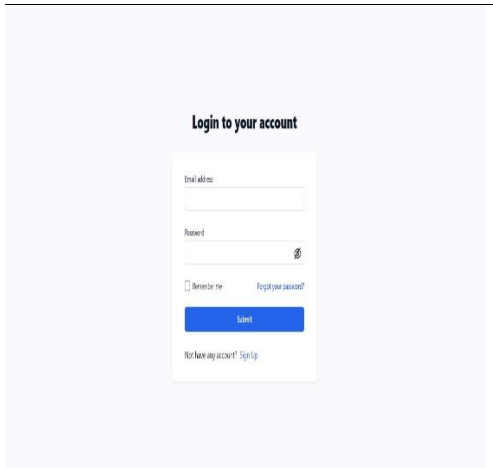 Login to your account
Email address
Password
Remember me Forgot your password?
Submit
Not have any account? Sign Up